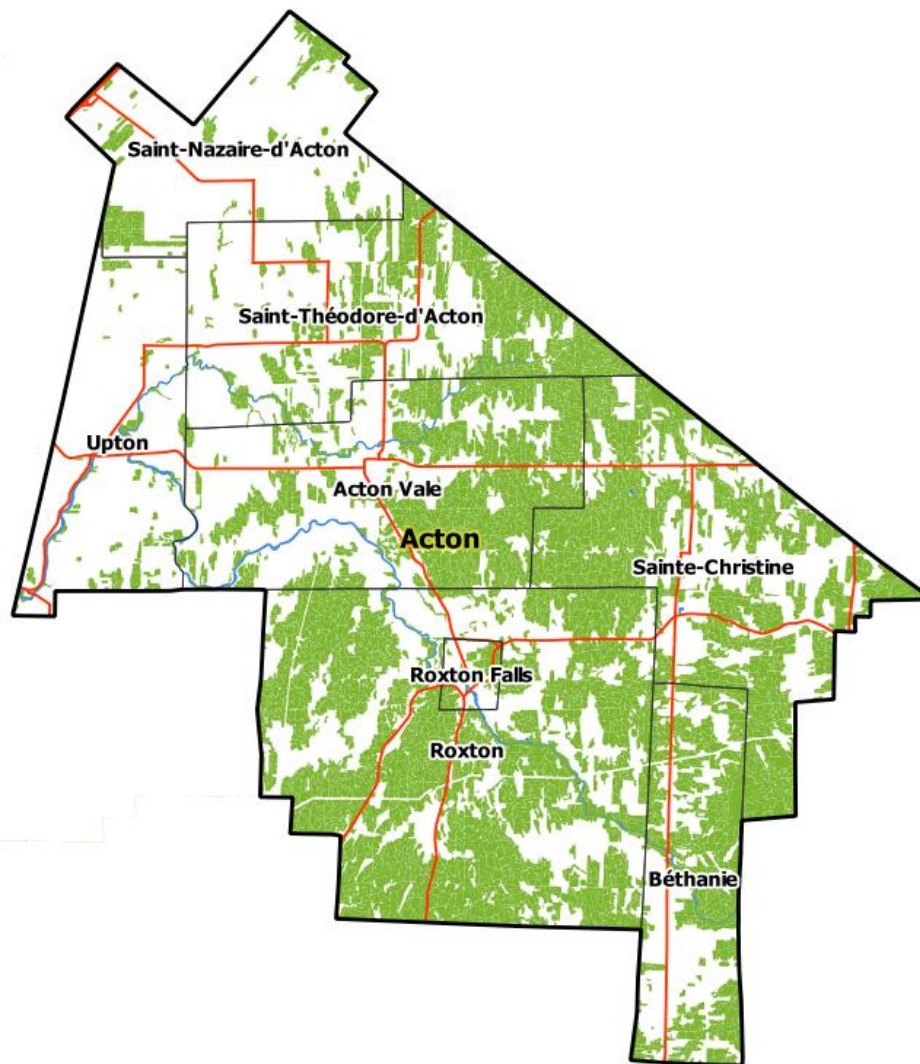 Saint-Nazaire-d'Acton
Saint-Théodore-d'Acton
Upton
Acton Vale
Acton
Sainte-Christine
Roxton Falls
Roxton
Béthanie